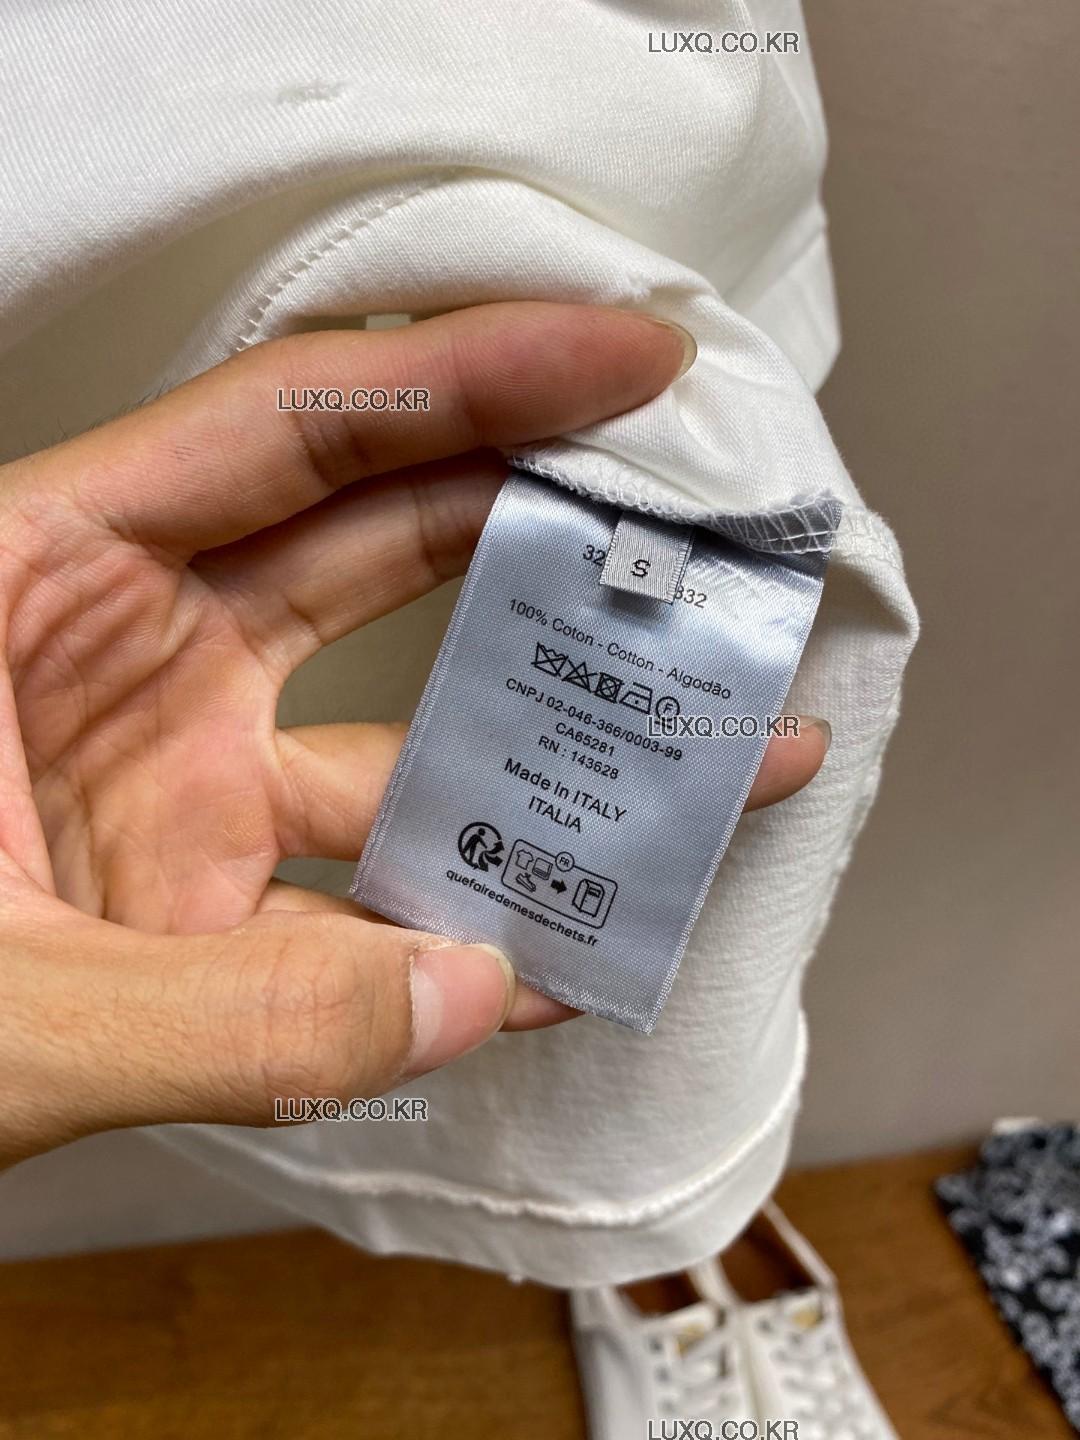 LUXQ.CO.KR
LUXQ.CO.KR
S
332
100% Coton - Cotton - Algodão
F
LUXQ.CO.KR
CNPJ 02-046-366/0003-99
CA65281
RN : 143628
Made in ITALY
ITALIA
FR
quefairedemesdechets.fr
LUXQ.CO.KR
LUXQ.CO.KR